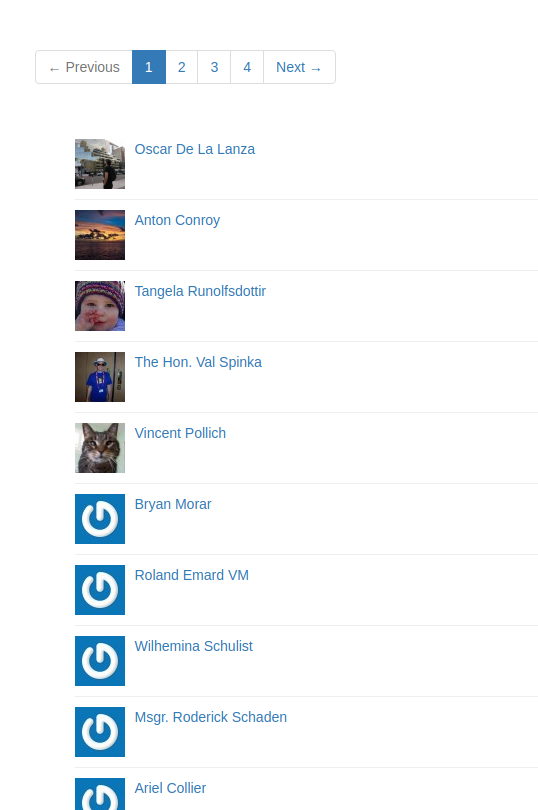 ← Previous 1 2 3 4 Next →
Oscar De La Lanza
Anton Conroy
Tangela Runolfsdottir
The Hon. Val Spinka
Vincent Pollich
Bryan Morar
Roland Emard VM
Wilhemina Schulist
Msgr. Roderick Schaden
Ariel Collier